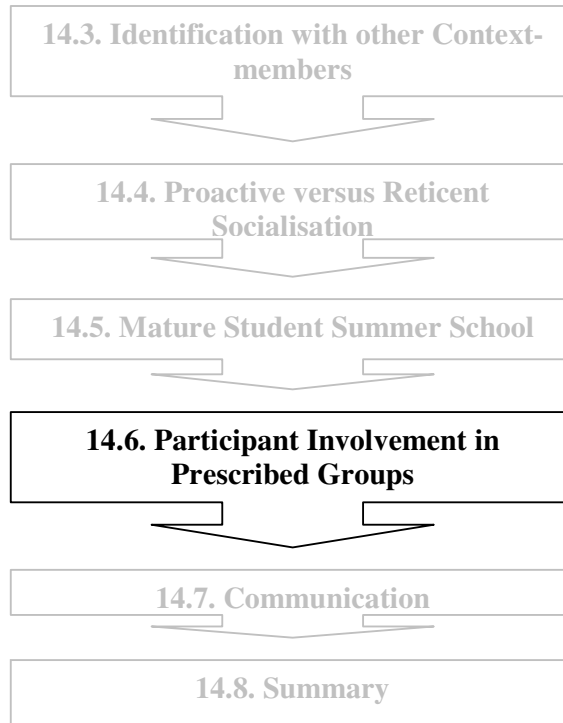 14.3. Identification with other Context-
members
14.4. Proactive versus Reticent
Socialisation
14.5. Mature Student Summer School
14.6. Participant Involvement in
Prescribed Groups
14.7. Communication
14.8. Summary